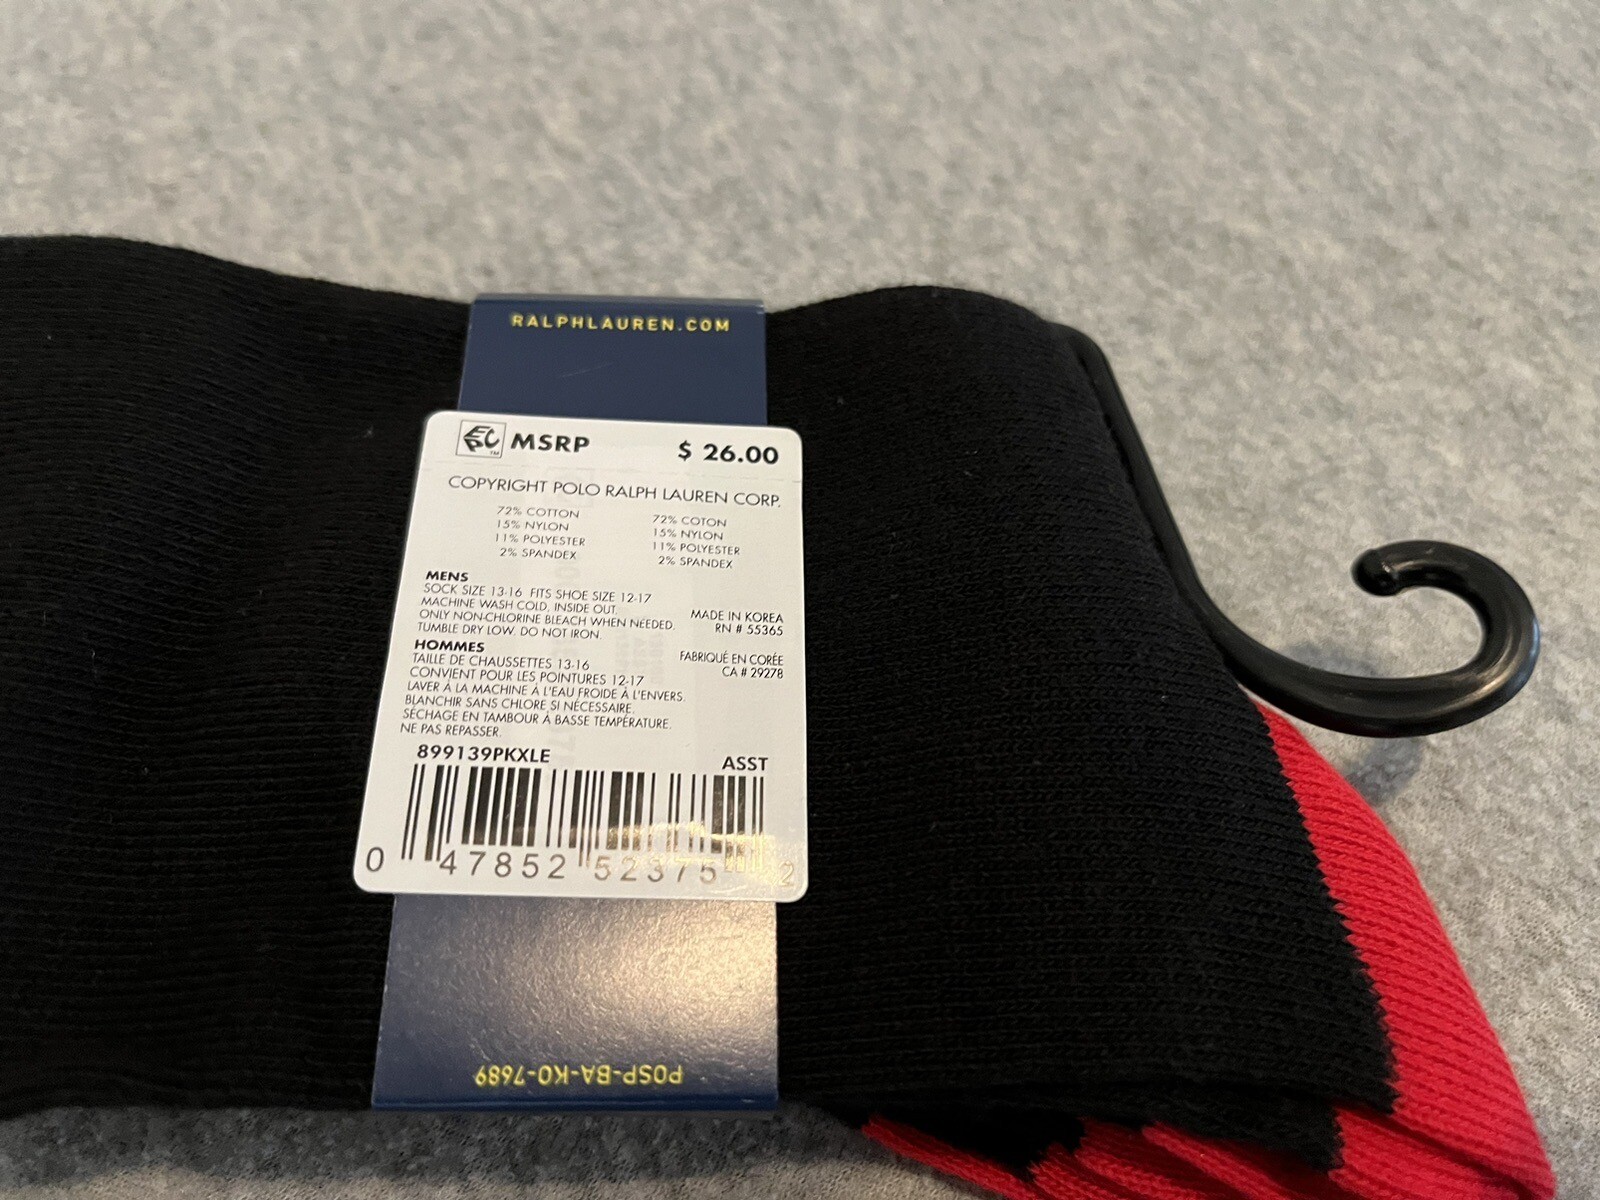 RALPHLAUREN.COM
EPC™ MSRP $ 26.00
COPYRIGHT POLO RALPH LAUREN CORP.
72% COTTON 72% COTON
15% NYLON 15% NYLON
11% POLYESTER 11% POLYESTER
2% SPANDEX 2% SPANDEX
MENS
SOCK SIZE 13-16 FITS SHOE SIZE 12-17
MACHINE WASH COLD, INSIDE OUT.
ONLY NON-CHLORINE BLEACH WHEN NEEDED.
TUMBLE DRY LOW. DO NOT IRON.
MADE IN KOREA
RN # 55365
HOMMES
TAILLE DE CHAUSSETTES 13-16
CONVIENT POUR LES POINTURES 12-17
LAVER À LA MACHINE À L'EAU FROIDE À L'ENVERS.
BLANCHIR SANS CHLORE SI NÉCESSAIRE.
SÉCHAGE EN TAMBOUR À BASSE TEMPÉRATURE.
NE PAS REPASSER.
FABRIQUÉ EN CORÉE
CA # 29278
899139PKXLE ASST
0 47852 52375 2
POSP-BA-KO-7689